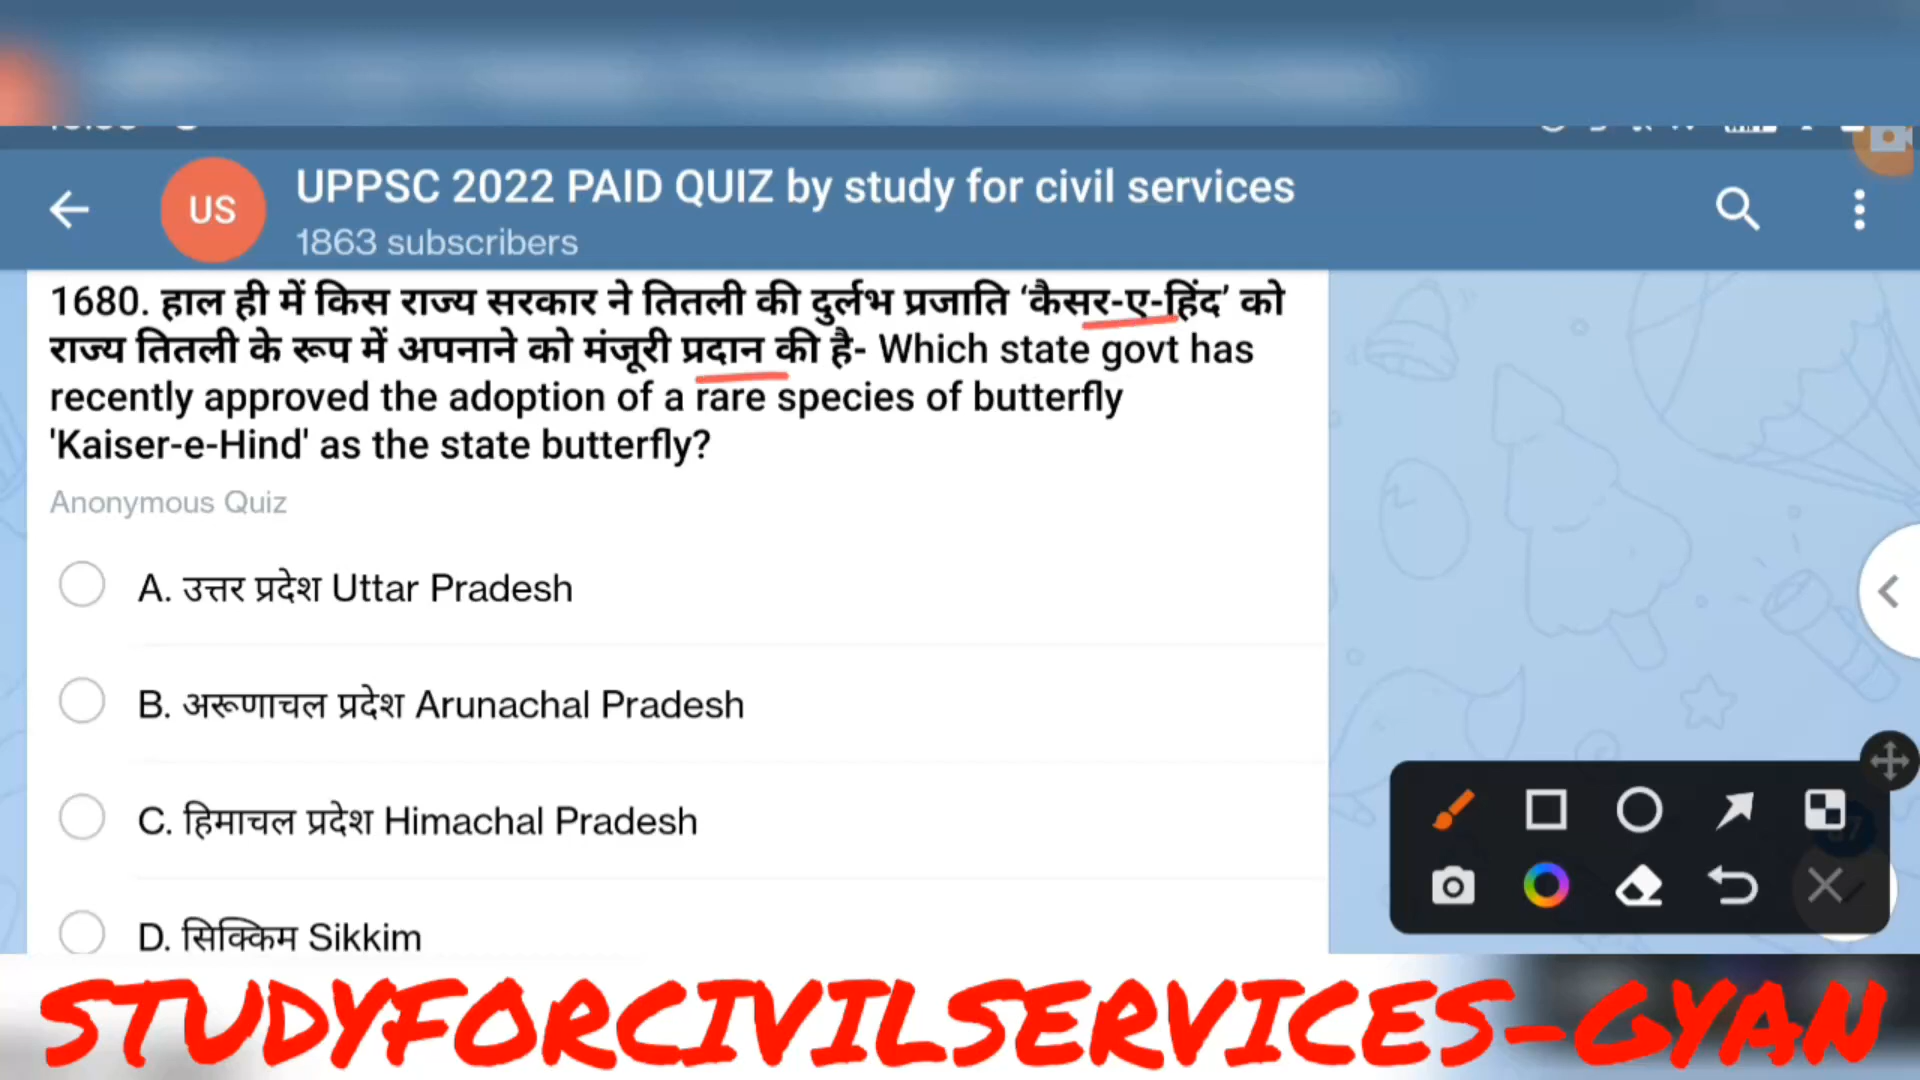 UPPSC 2022 PAID QUIZ by study for civil services
US
1863 subscribers
1680. हाल ही में किस राज्य सरकार ने तितली की दुर्लभ प्रजाति ‘कैसर-ए-हिंद’ को
राज्य तितली के रूप में अपनाने को मंजूरी प्रदान की है- Which state govt has
recently approved the adoption of a rare species of butterfly
'Kaiser-e-Hind' as the state butterfly?
Anonymous Quiz
A. उत्तर प्रदेश Uttar Pradesh
B. अरूणाचल प्रदेश Arunachal Pradesh
C. हिमाचल प्रदेश Himachal Pradesh
D. सिक्किम Sikkim
STUDYFORCIVILSERVICES-GYAN